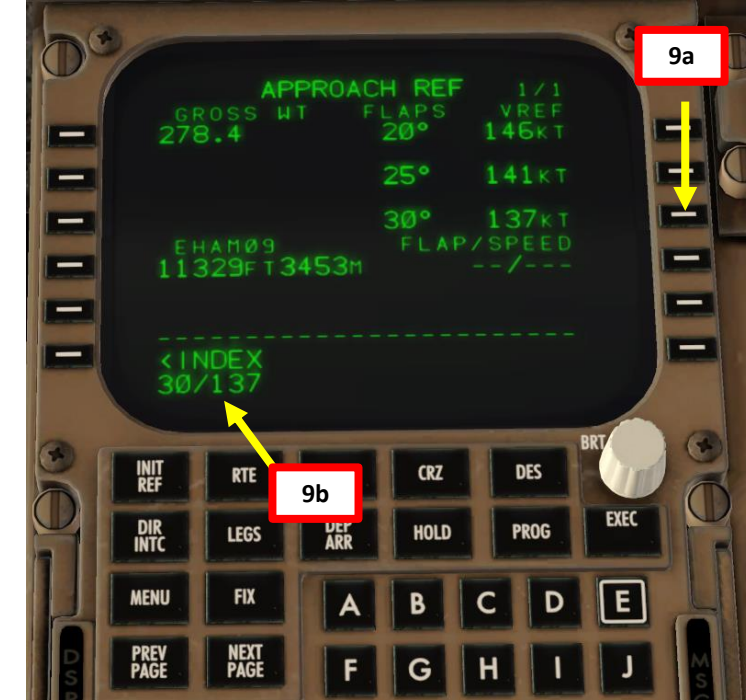 9a
APPROACH REF 1/1
GROSS WT FLAPS VREF
278.4 20° 146KT
25° 141KT
30° 137KT
EHAM09 FLAP/SPEED
11329FT3453M --/---
--------------------------
<INDEX
30/137
BRT
9b
INIT REF
RTE
CRZ
DES
DIR INTC
LEGS
DEP ARR
HOLD
PROG
EXEC
MENU
FIX
A B C D E
PREV PAGE
NEXT PAGE
F G H I J